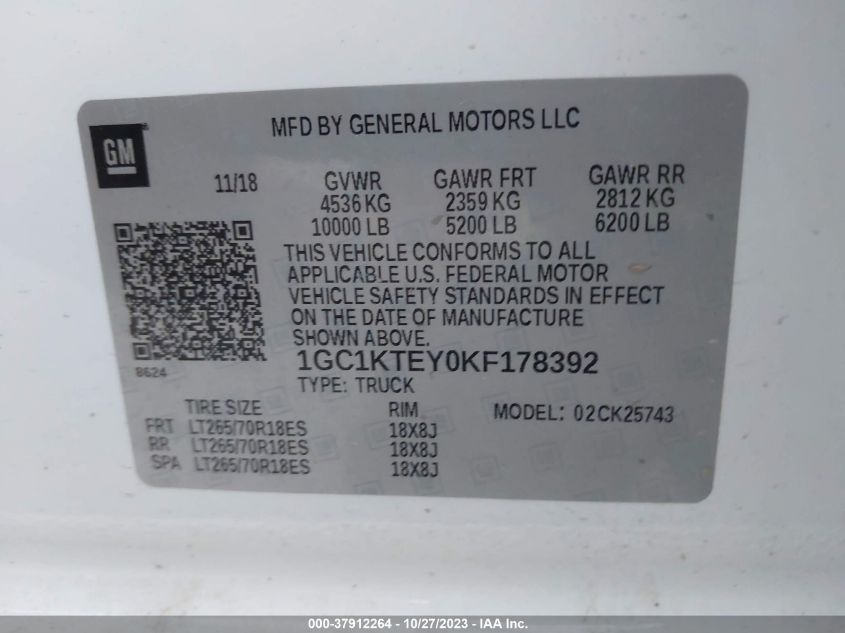 MFD BY GENERAL MOTORS LLC
GM
11/18 GVWR GAWR FRT GAWR RR
4536 KG 2359 KG 2812 KG
10000 LB 5200 LB 6200 LB
THIS VEHICLE CONFORMS TO ALL
APPLICABLE U.S. FEDERAL MOTOR
VEHICLE SAFETY STANDARDS IN EFFECT
ON THE DATE OF MANUFACTURE
SHOWN ABOVE.
1GC1KTEY0KF178392
8624
TYPE: TRUCK
TIRE SIZE RIM MODEL: 02CK25743
FRT LT265/70R18ES 18X8J
RR LT265/70R18ES 18X8J
SPA LT265/70R18ES 18X8J
000-37912264 - 10/27/2023 - IAA Inc.